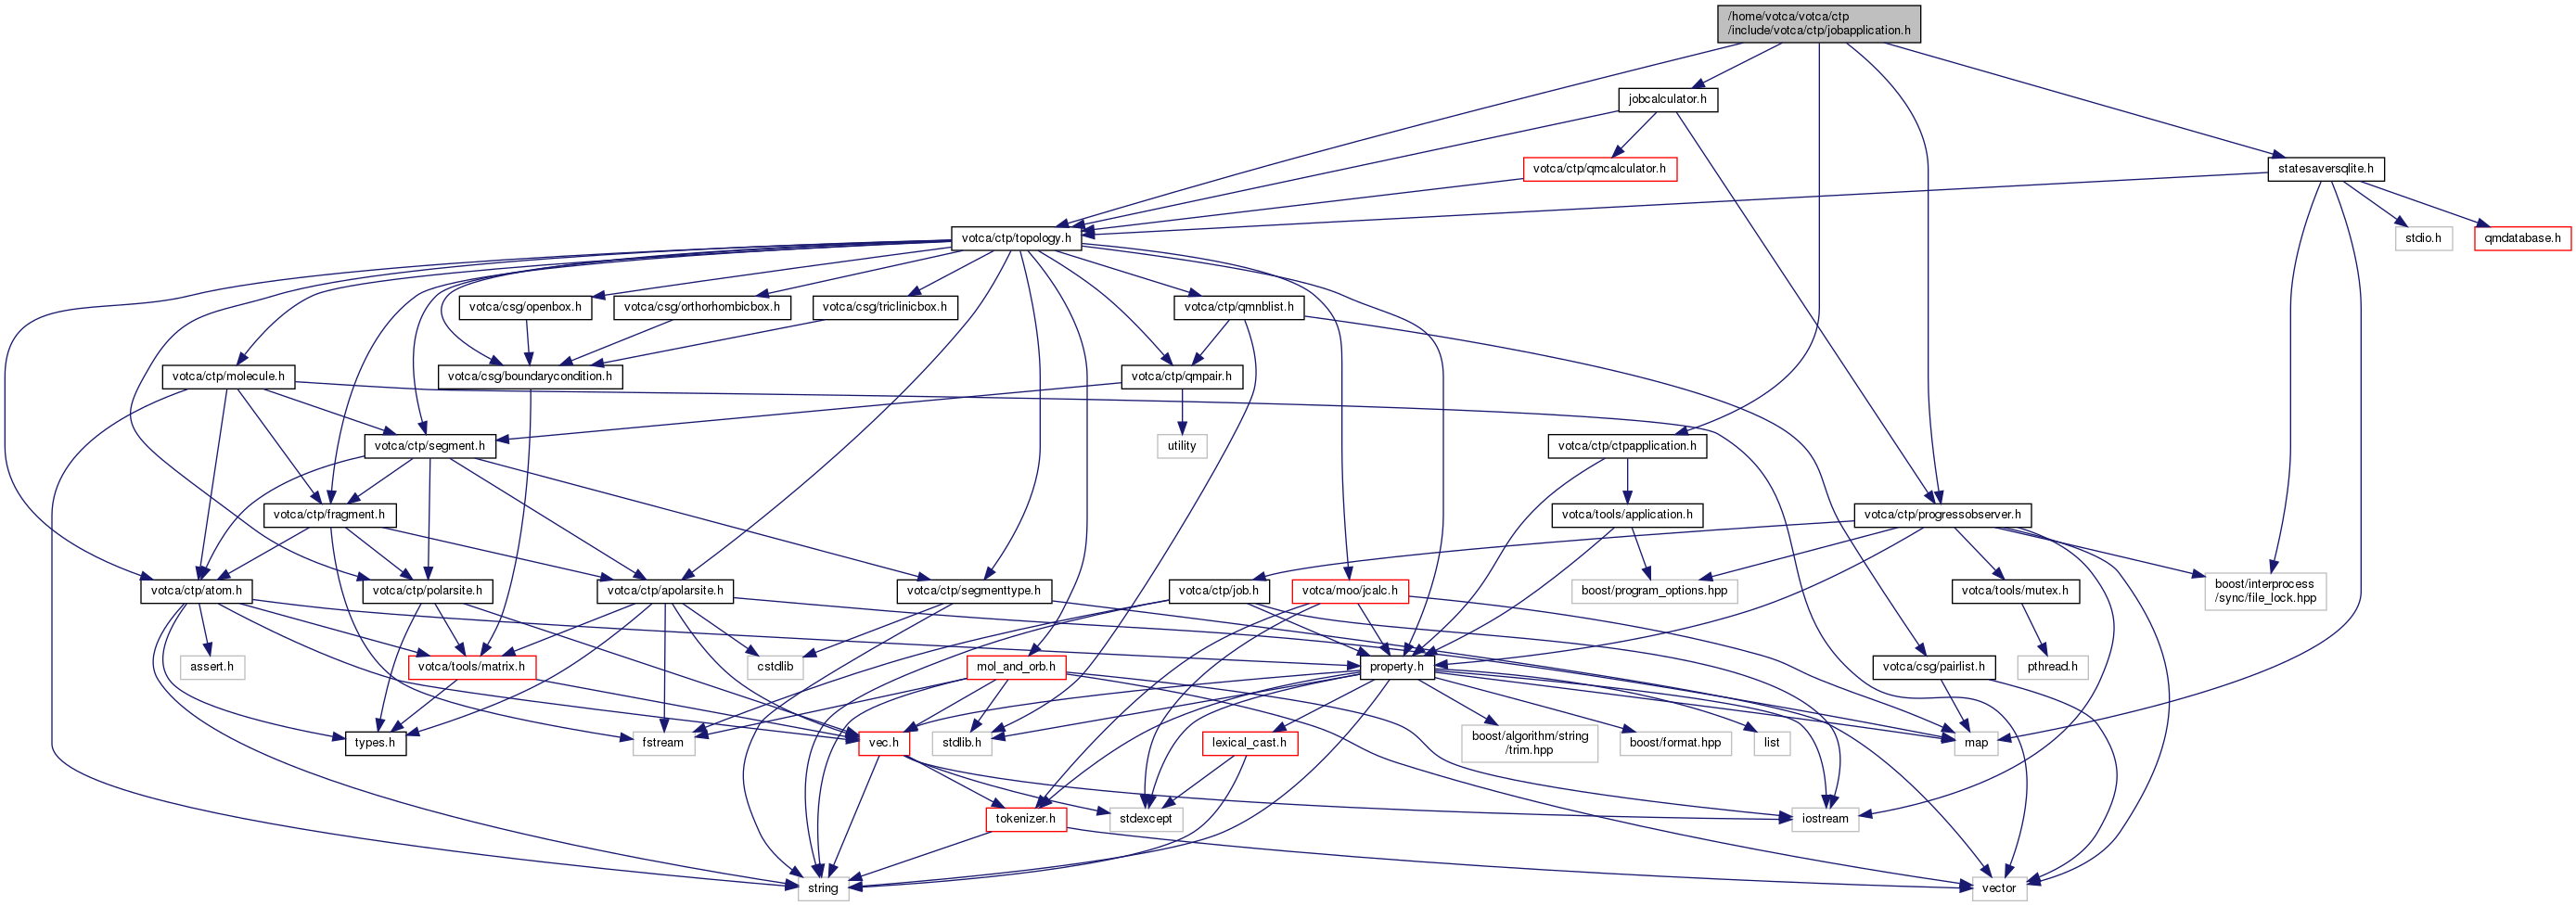 /home/votca/votca/ctp
/include/votca/ctp/jobapplication.h
jobcalculator.h
votca/ctp/qmcalculator.h
statesaversqlite.h
votca/ctp/topology.h
stdio.h
qmdatabase.h
votca/csg/openbox.h
votca/csg/orthorhombicbox.h
votca/csg/triclinicbox.h
votca/ctp/qmnblist.h
votca/ctp/molecule.h
votca/csg/boundarycondition.h
votca/ctp/qmpair.h
votca/ctp/segment.h
utility
votca/ctp/ctpapplication.h
votca/ctp/fragment.h
votca/tools/application.h
votca/ctp/progressobserver.h
votca/ctp/atom.h
votca/ctp/polarsite.h
votca/ctp/apolarsite.h
votca/ctp/segmenttype.h
votca/ctp/job.h
votca/moo/jcalc.h
boost/program_options.hpp
votca/tools/mutex.h
boost/interprocess
/sync/file_lock.hpp
assert.h
votca/tools/matrix.h
cstdlib
mol_and_orb.h
property.h
votca/csg/pairlist.h
pthread.h
types.h
fstream
vec.h
stdlib.h
lexical_cast.h
boost/algorithm/string
/trim.hpp
boost/format.hpp
list
map
tokenizer.h
stdexcept
iostream
string
vector